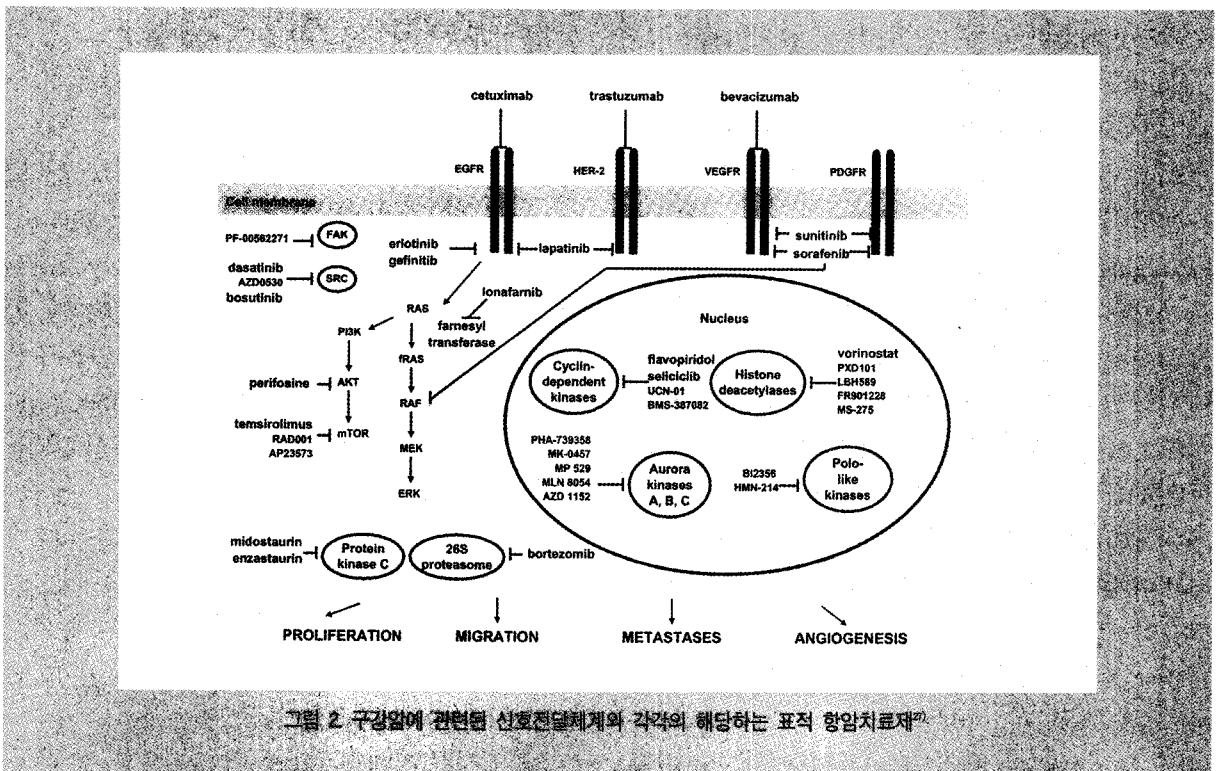 cetuximab
trastuzumab
bevacizumab
EGFR
HER-2
VEGFR
PDGFR
Cell membrane
PF-00562271
FAK
erlotinib
gefinitib
lapatinib
sunitinib
sorafenib
dasatinib
AZD0530
bosutinib
SRC
lonafarnib
RAS
farnesyl
transferase
PI3K
fRAS
perifosine
AKT
RAF
temsirolimus
RAD001
AP23573
mTOR
MEK
ERK
Nucleus
Cyclin-
dependent
kinases
flavopiridol
seliciclib
UCN-01
BMS-387082
Histone
deacetylases
vorinostat
PXD101
LBH589
FR901228
MS-275
PHA-739358
MK-0457
MP 529
MLN 8054
AZD 1152
Aurora
kinases
A, B, C
BI2356
HMN-214
Polo-
like
kinases
midostaurin
enzastaurin
Protein
kinase C
26S
proteasome
bortezomib
PROLIFERATION
MIGRATION
METASTASES
ANGIOGENESIS
그림 2. 구강암에 관련된 신호전달체계와 각각의 해당하는 표적 항암치료재27).